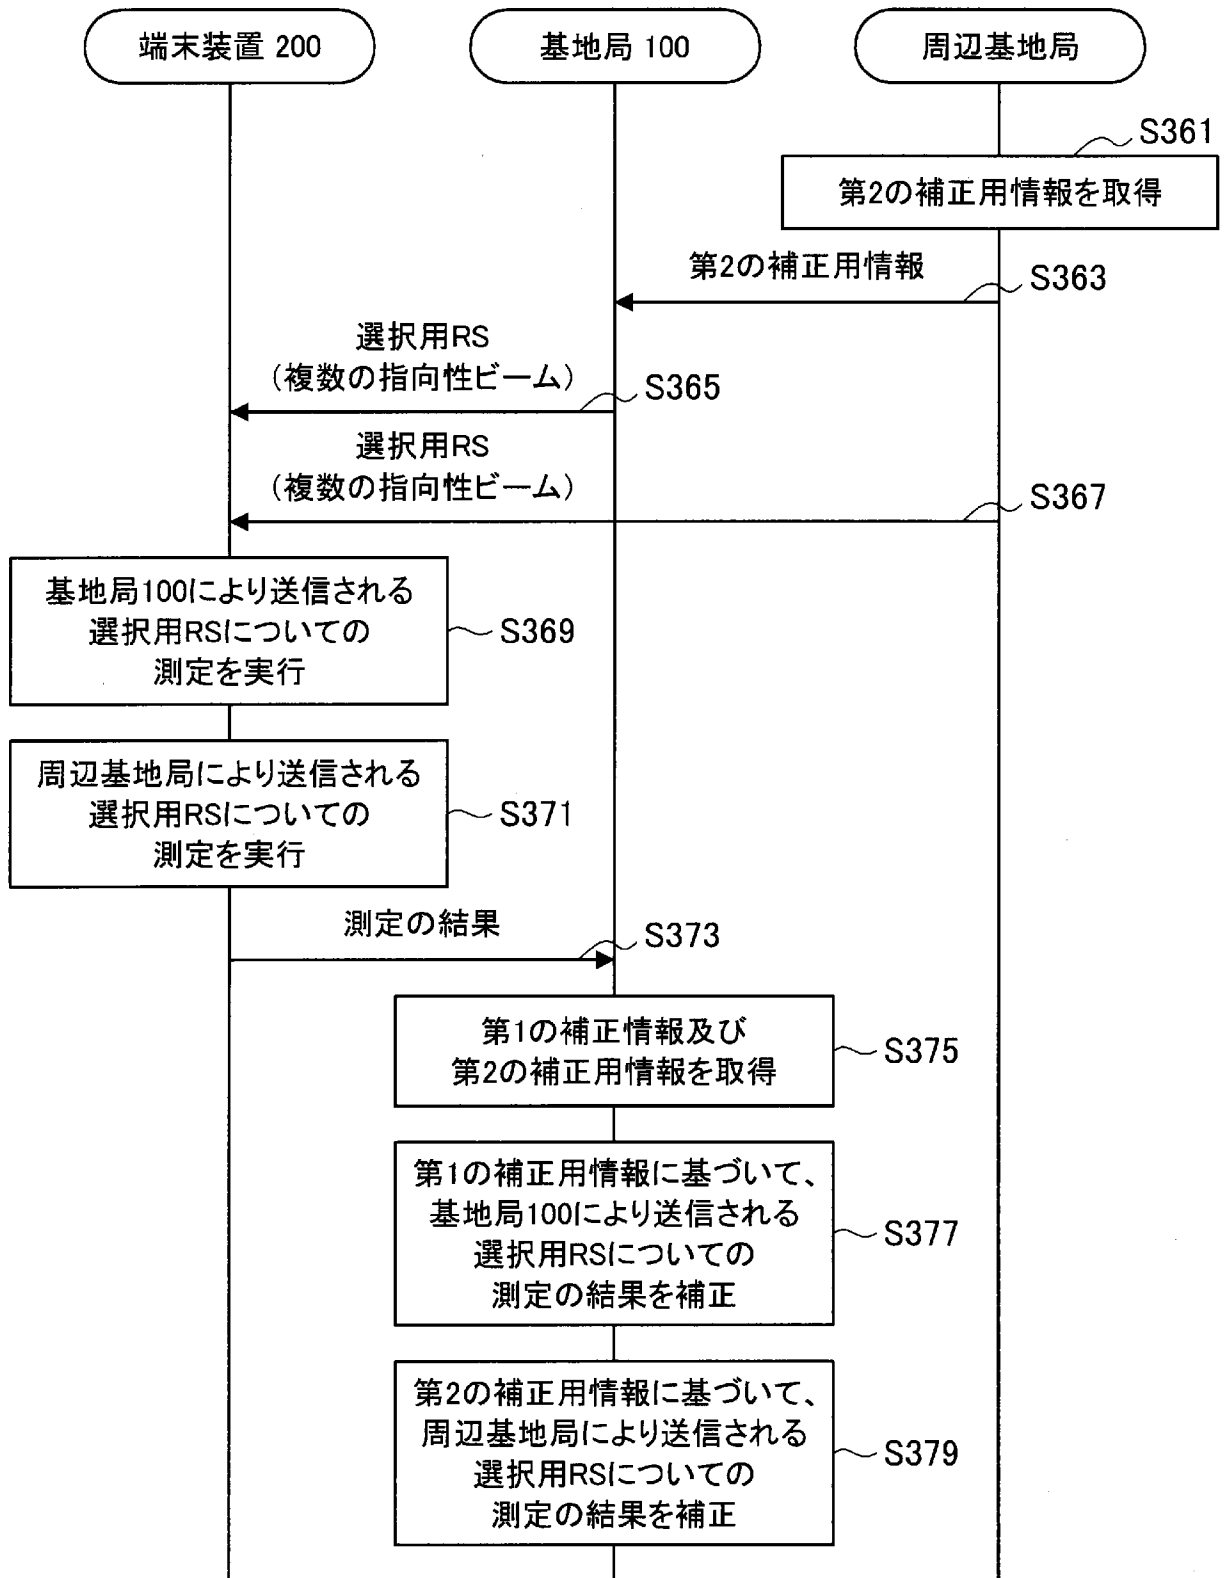 端末装置 200
基地局 100
周辺基地局
S361
第2の補正用情報を取得
第2の補正用情報
S363
選択用RS
（複数の指向性ビーム）
S365
選択用RS
（複数の指向性ビーム）
S367
基地局100により送信される
選択用RSについての
測定を実行
S369
周辺基地局により送信される
選択用RSについての
測定を実行
S371
測定の結果
S373
第1の補正情報及び
第2の補正用情報を取得
S375
第1の補正用情報に基づいて、
基地局100により送信される
選択用RSについての
測定の結果を補正
S377
第2の補正用情報に基づいて、
周辺基地局により送信される
選択用RSについての
測定の結果を補正
S379